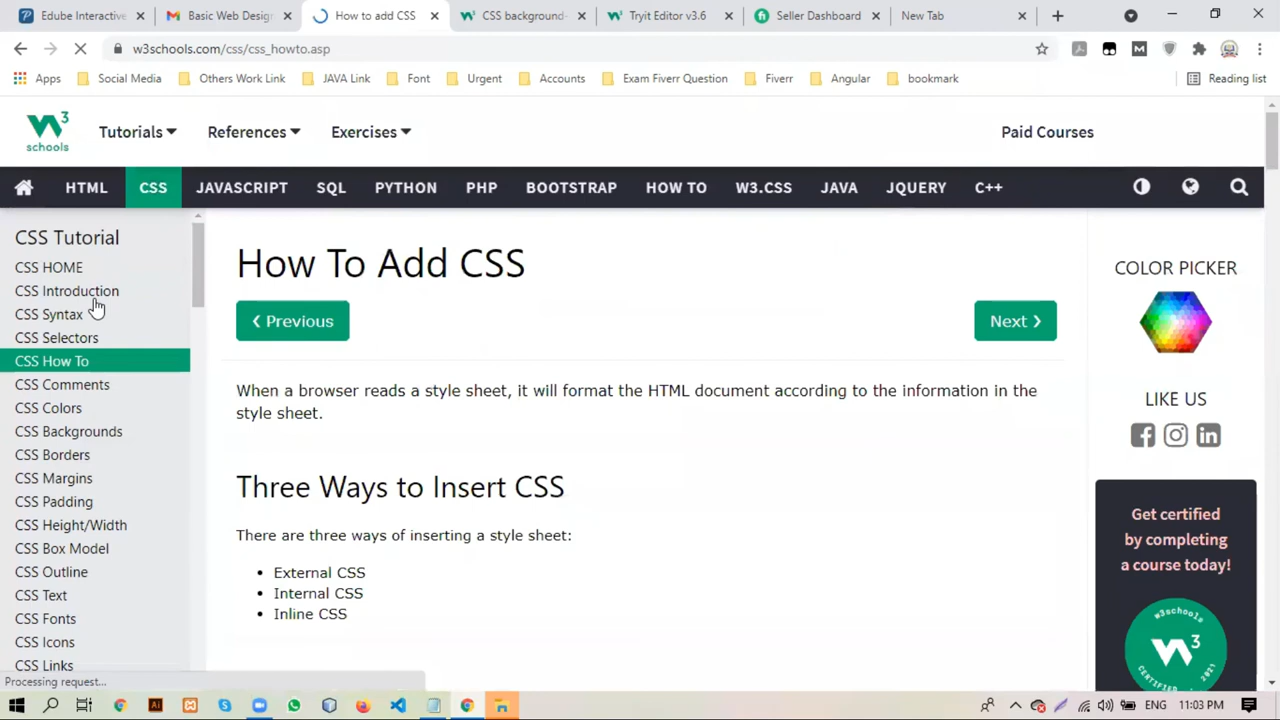 Edube Interactive
Basic Web Desig
How to add CSS
CSS background-
Tryit Editor v3.6
Seller Dashboard
New Tab
w3schools.com/css/css_howto.asp
Apps
Social Media
Others Work Link
JAVA Link
Font
Urgent
Accounts
Exam Fiverr Question
Fiverr
Angular
bookmark
Reading list
W3 schools
Tutorials
References
Exercises
Paid Courses
HTML
CSS
JAVASCRIPT
SQL
PYTHON
PHP
BOOTSTRAP
HOW TO
W3.CSS
JAVA
JQUERY
C++
CSS Tutorial
CSS HOME
CSS Introduction
CSS Syntax
CSS Selectors
CSS How To
CSS Comments
CSS Colors
CSS Backgrounds
CSS Borders
CSS Margins
CSS Padding
CSS Height/Width
CSS Box Model
CSS Outline
CSS Text
CSS Fonts
CSS Icons
CSS Links
Processing request...
How To Add CSS
❮ Previous
Next ❯
When a browser reads a style sheet, it will format the HTML document according to the information in the
style sheet.
Three Ways to Insert CSS
There are three ways of inserting a style sheet:
• External CSS
• Internal CSS
• Inline CSS
COLOR PICKER
LIKE US
Get certified
by completing
a course today!
w3schools
W3
CERTIFIED
2021
ENG
11:03 PM